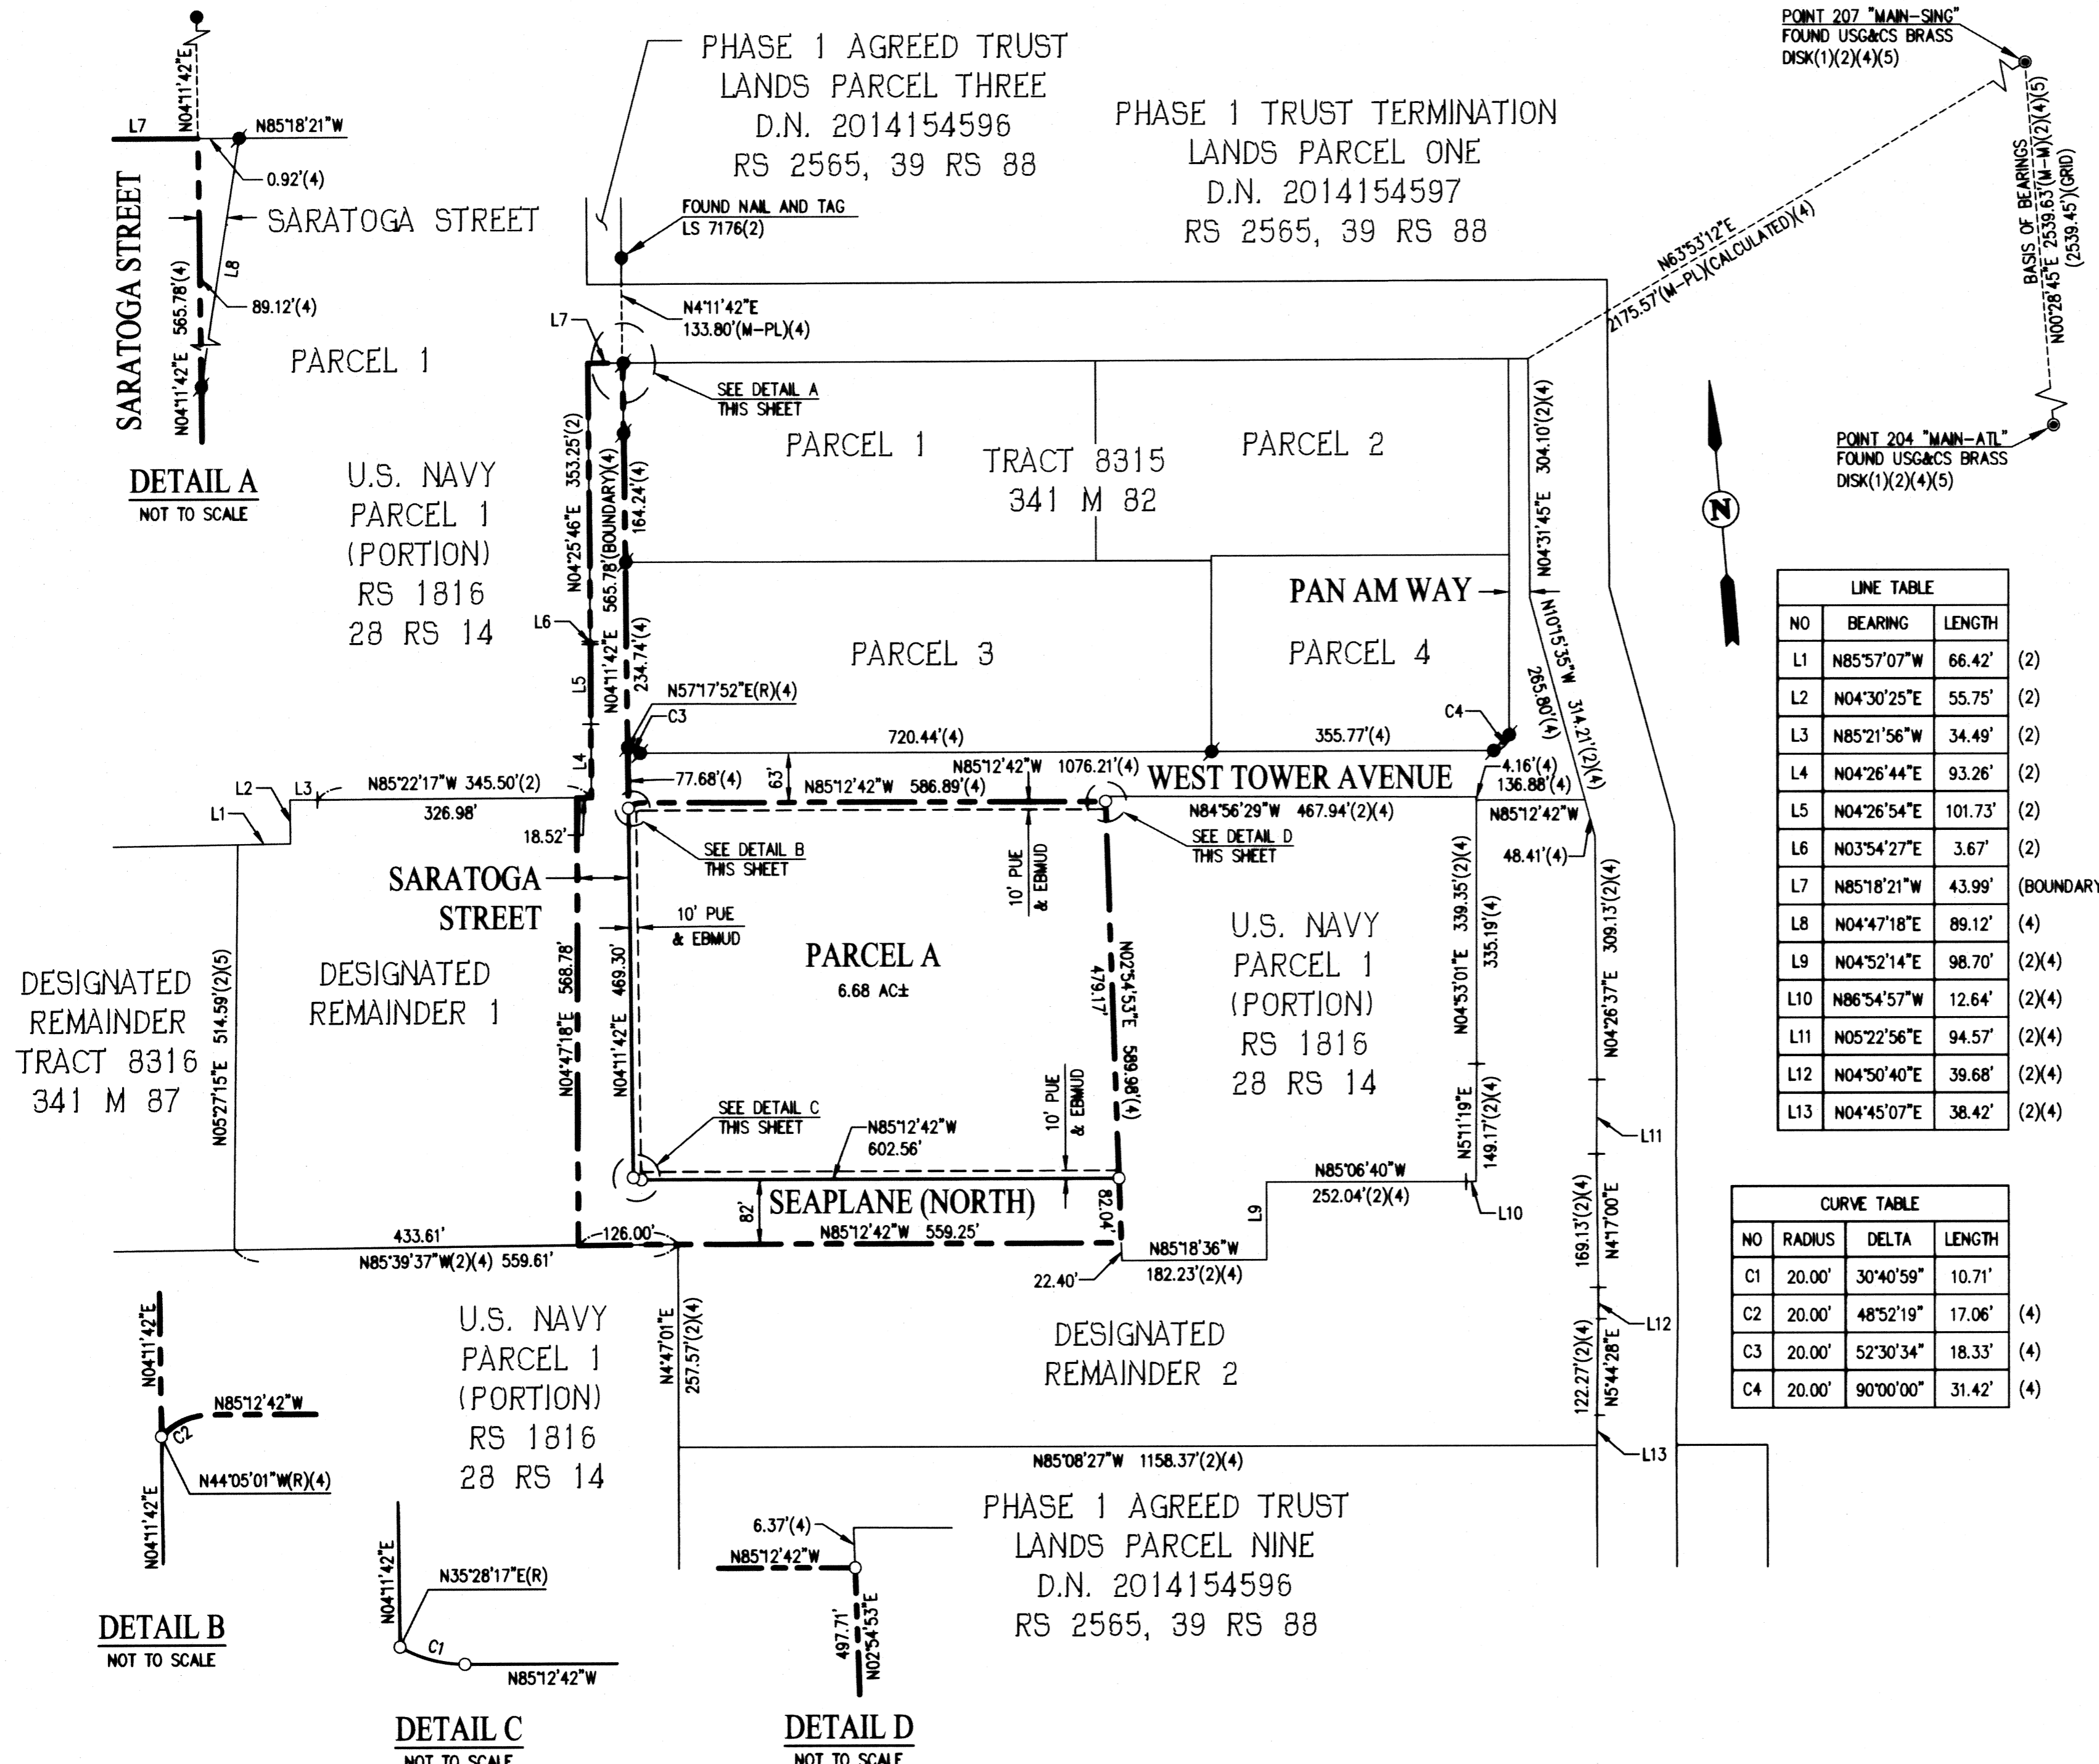 POINT 207 "MAIN-SING"
FOUND USG&CS BRASS
DISK(1)(2)(4)(5)
PHASE 1 AGREED TRUST
LANDS PARCEL THREE
D.N. 2014154596
RS 2565, 39 RS 88
PHASE 1 TRUST TERMINATION
LANDS PARCEL ONE
D.N. 2014154597
RS 2565, 39 RS 88
N04°11'42"E
L7
N85°18'21"W
0.92'(4)
SARATOGA STREET
SARATOGA STREET
L8
89.12'(4)
N04°11'42"E 565.78'(4)
DETAIL A
NOT TO SCALE
PARCEL 1
FOUND NAIL AND TAG
LS 7176(2)
N4°11'42"E
133.80'(M-PL)(4)
L7
SEE DETAIL A
THIS SHEET
N63°53'12"E
2175.57'(M-PL)(CALCULATED)(4)
BASIS OF BEARINGS
N00°28'45"E 2539.63'(M-M)(2)(4)(5)
(2539.45')(GRID)
POINT 204 "MAIN-ATL"
FOUND USG&CS BRASS
DISK(1)(2)(4)(5)
N
U.S. NAVY
PARCEL 1
(PORTION)
RS 1816
28 RS 14
N04°25'46"E 353.25'(2)
N04°11'42"E 565.78'(BOUNDARY)(4)
164.24'(4)
234.74'(4)
L6
L5
L4
PARCEL 1
TRACT 8315
341 M 82
PARCEL 2
N04°31'45"E 304.10'(2)(4)
PAN AM WAY
PARCEL 3
PARCEL 4
N10°15'35"W 314.21'(2)(4)
265.80'(4)
N57°17'52"E(R)(4)
C3
C4
720.44'(4)
355.77'(4)
77.68'(4)
63'
N85°12'42"W 1076.21'(4)
N85°12'42"W 586.89'(4)
WEST TOWER AVENUE
4.16'(4)
136.88'(4)
N84°56'29"W 467.94'(2)(4)
N85°12'42"W
48.41'(4)
L1
L2
L3
N85°22'17"W 345.50'(2)
326.98'
18.52'
SEE DETAIL B
THIS SHEET
SEE DETAIL D
THIS SHEET
SARATOGA
STREET
10' PUE
& EBMUD
10' PUE
& EBMUD
PARCEL A
6.68 AC±
DESIGNATED
REMAINDER
TRACT 8316
341 M 87
N05°27'15"E 514.59'(2)(5)
DESIGNATED
REMAINDER 1
N04°47'18"E 568.78'
N04°11'42"E 469.30'
N02°54'53"E 589.98'(4)
479.17'
U.S. NAVY
PARCEL 1
(PORTION)
RS 1816
28 RS 14
N04°53'01"E 339.35'(2)(4)
335.19'(4)
N04°26'37"E 309.13'(2)(4)
N5°11'19"E
149.17'(2)(4)
L11
SEE DETAIL C
THIS SHEET
N85°12'42"W
602.56'
10' PUE
& EBMUD
SEAPLANE (NORTH)
82'
82.04'
N85°12'42"W 559.25'
433.61'
126.00'
N85°39'37"W(2)(4) 559.61'
22.40'
N85°18'36"W
182.23'(2)(4)
L9
N85°06'40"W
252.04'(2)(4)
L10
169.13'(2)(4)
N4°17'00"E
L12
122.27'(2)(4)
N5°44'28"E
L13
U.S. NAVY
PARCEL 1
(PORTION)
RS 1816
28 RS 14
N4°47'01"E
257.57'(2)(4)
DESIGNATED
REMAINDER 2
N85°08'27"W 1158.37'(2)(4)
PHASE 1 AGREED TRUST
LANDS PARCEL NINE
D.N. 2014154596
RS 2565, 39 RS 88
N04°11'42"E
N85°12'42"W
C2
N44°05'01"W(R)(4)
N04°11'42"E
DETAIL B
NOT TO SCALE
N04°11'42"E
N35°28'17"E(R)
C1
N85°12'42"W
DETAIL C
NOT TO SCALE
6.37'(4)
N85°12'42"W
497.71'
N02°54'53"E
DETAIL D
NOT TO SCALE
LINE TABLE
NO BEARING LENGTH
L1 N85°57'07"W 66.42' (2)
L2 N04°30'25"E 55.75' (2)
L3 N85°21'56"W 34.49' (2)
L4 N04°26'44"E 93.26' (2)
L5 N04°26'54"E 101.73' (2)
L6 N03°54'27"E 3.67' (2)
L7 N85°18'21"W 43.99' (BOUNDARY
L8 N04°47'18"E 89.12' (4)
L9 N04°52'14"E 98.70' (2)(4)
L10 N86°54'57"W 12.64' (2)(4)
L11 N05°22'56"E 94.57' (2)(4)
L12 N04°50'40"E 39.68' (2)(4)
L13 N04°45'07"E 38.42' (2)(4)
CURVE TABLE
NO RADIUS DELTA LENGTH
C1 20.00' 30°40'59" 10.71'
C2 20.00' 48°52'19" 17.06' (4)
C3 20.00' 52°30'34" 18.33' (4)
C4 20.00' 90°00'00" 31.42' (4)